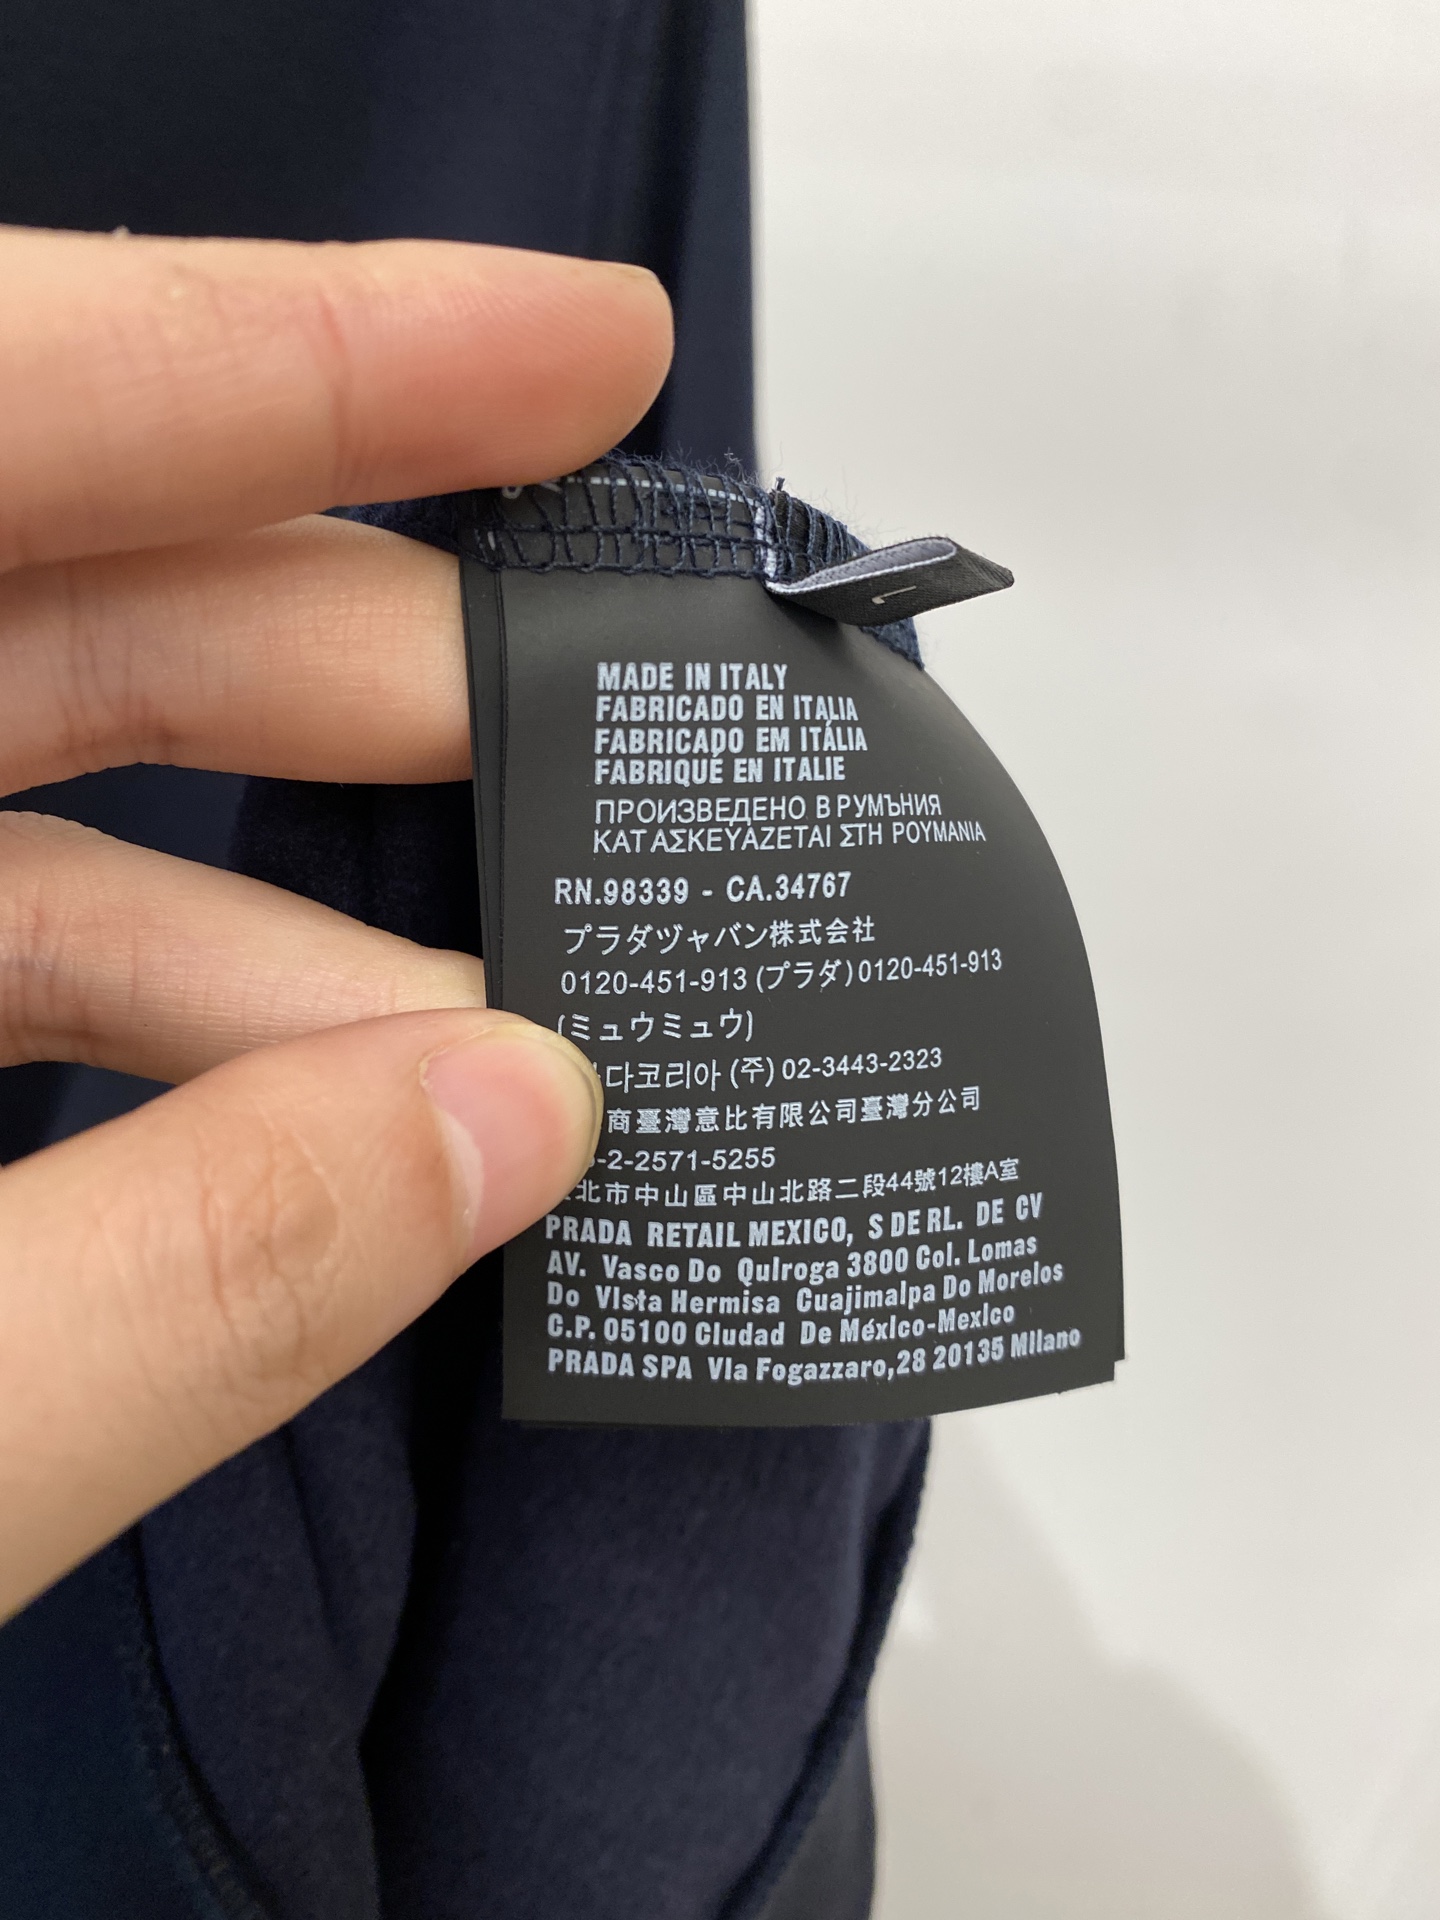 MADE IN ITALY
FABRICADO EN ITALIA
FABRICADO EM ITÁLIA
FABRIQUÉ EN ITALIE
ПРОИЗВЕДЕНО В РУМЪНИЯ
ΚΑΤΑΣΚΕΥΑΖΕΤΑΙ ΣΤΗ ΡΟΥΜΑΝΙΑ
RN.98339 - CA.34767
プラダヅャバン株式会社
0120-451-913 (プラダ) 0120-451-913
(ミュウミュウ)
다코리아 (주) 02-3443-2323
商臺灣意比有限公司臺灣分公司
-2-2571-5255
北市中山區中山北路二段44號12樓A室
PRADA RETAIL MEXICO, S DE RL. DE CV
AV. Vasco Do Qulroga 3800 Col. Lomas
Do VIsta Hermisa Cuajimalpa Do Morelos
C.P. 05100 Cludad De MéxIco-MexIco
PRADA SPA VIa Fogazzaro,28 20135 Milano